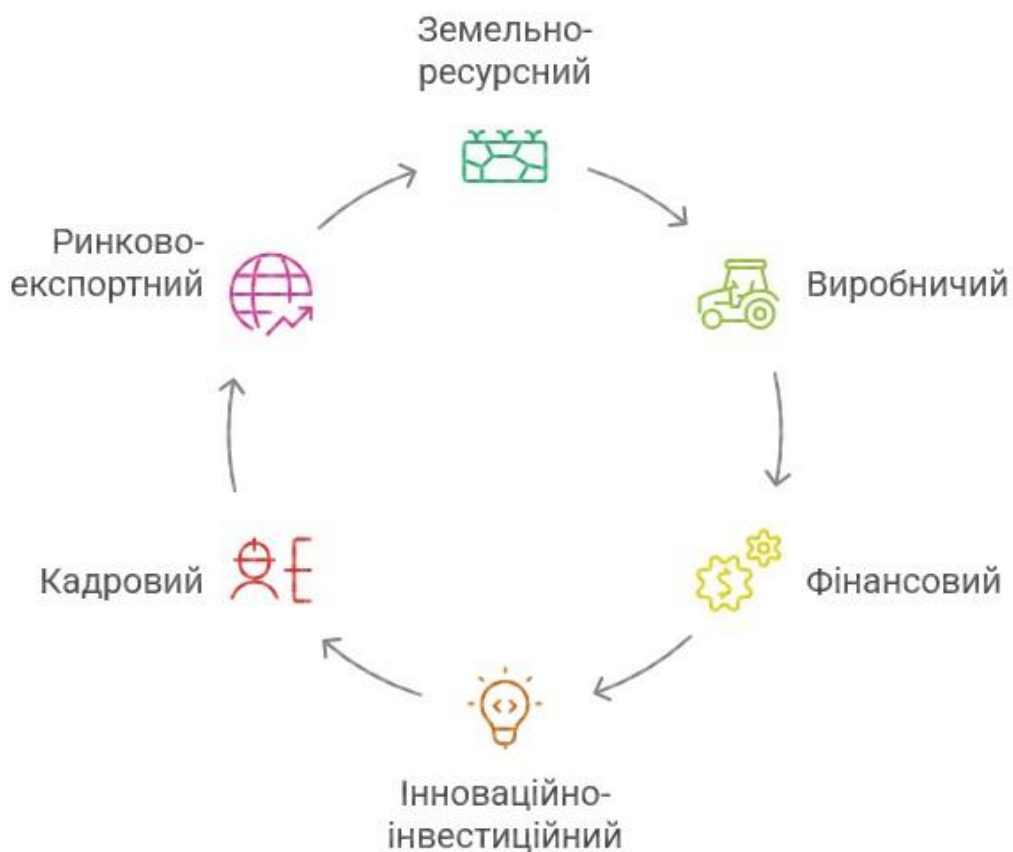 Земельно-
ресурсний
Виробничий
Фінансовий
Інноваційно-
інвестиційний
Кадровий
Ринково-
експортний